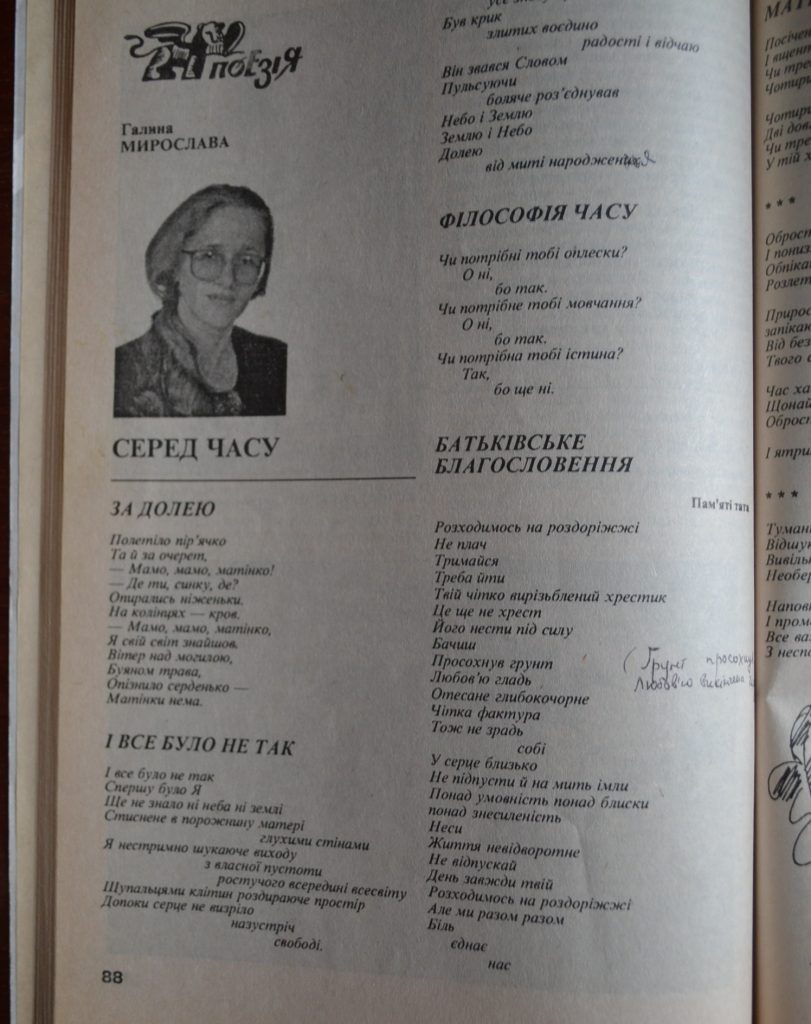 ПОЕЗІЯ
Галина
МИРОСЛАВА
СЕРЕД ЧАСУ
ЗА ДОЛЕЮ
Полетіло пір'ячко
Та й за очерет,
— Мамо, мамо, матінко!
— Де ти, синку, де?
Опирались ніженьки.
На колінцях — кров.
— Мамо, мамо, матінко,
Я свій світ знайшов.
Вітер над могилою,
Буяном трава,
Опізнило серденько —
Матінки нема.
І ВСЕ БУЛО НЕ ТАК
І все було не так
Спершу було Я
Ще не знало ні неба ні землі
Стиснене в порожнину матері
глухими стінами
Я нестримно шукаюче виходу
з власної пустоти
ростучого всередині всесвіту
Щупальцями клітин роздираюче простір
Допоки серце не визріло
назустріч
свободі.
88
Був крик
злитих воєдино
радості і відчаю
Він звався Словом
Пульсуючи
боляче роз'єднував
Небо і Землю
Землю і Небо
Долею
від миті народження
ФІЛОСОФІЯ ЧАСУ
Чи потрібні тобі оплески?
О ні,
бо так.
Чи потрібне тобі мовчання?
О ні,
бо так.
Чи потрібна тобі істина?
Так,
бо ще ні.
БАТЬКІВСЬКЕ
БЛАГОСЛОВЕННЯ
Пам'яті тата
Розходимось на роздоріжжі
Не плач
Тримайся
Треба йти
Твій чітко вирізьблений хрестик
Це ще не хрест
Його нести під силу
Бачиш
Просохнув грунт
Любов'ю гладь
Отесане глибокочорне
Чітка фактура
Тож не зрадь
собі
У серце близько
Не підпусти й на мить імли
Понад умовність понад блиски
понад знесиленість
Неси
Життя невідворотне
Не відпускай
День завжди твій
Розходимось на роздоріжжі
Але ми разом разом
Біль
єднає
нас
(Ґрунт
Любов'ю
* * *
І понизи
Твого
Час
* * *
Все
З